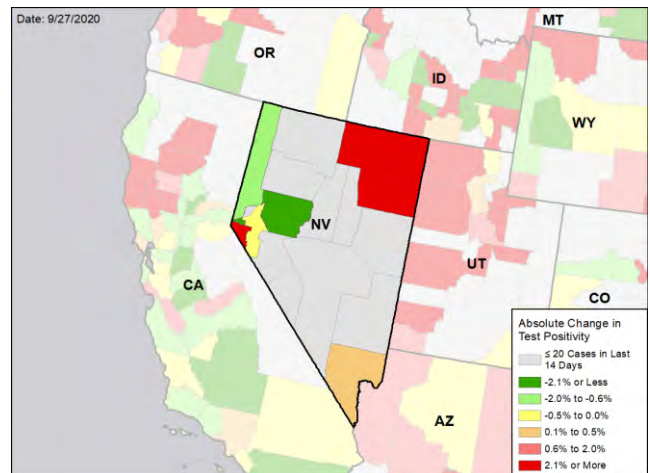 Date: 9/27/2020
MT
OR
ID
WY
NV
UT
CA
CO
AZ
Absolute Change in
Test Positivity
≤ 20 Cases in Last
14 Days
-2.1% or Less
-2.0% to -0.6%
-0.5% to 0.0%
0.1% to 0.5%
0.6% to 2.0%
2.1% or More